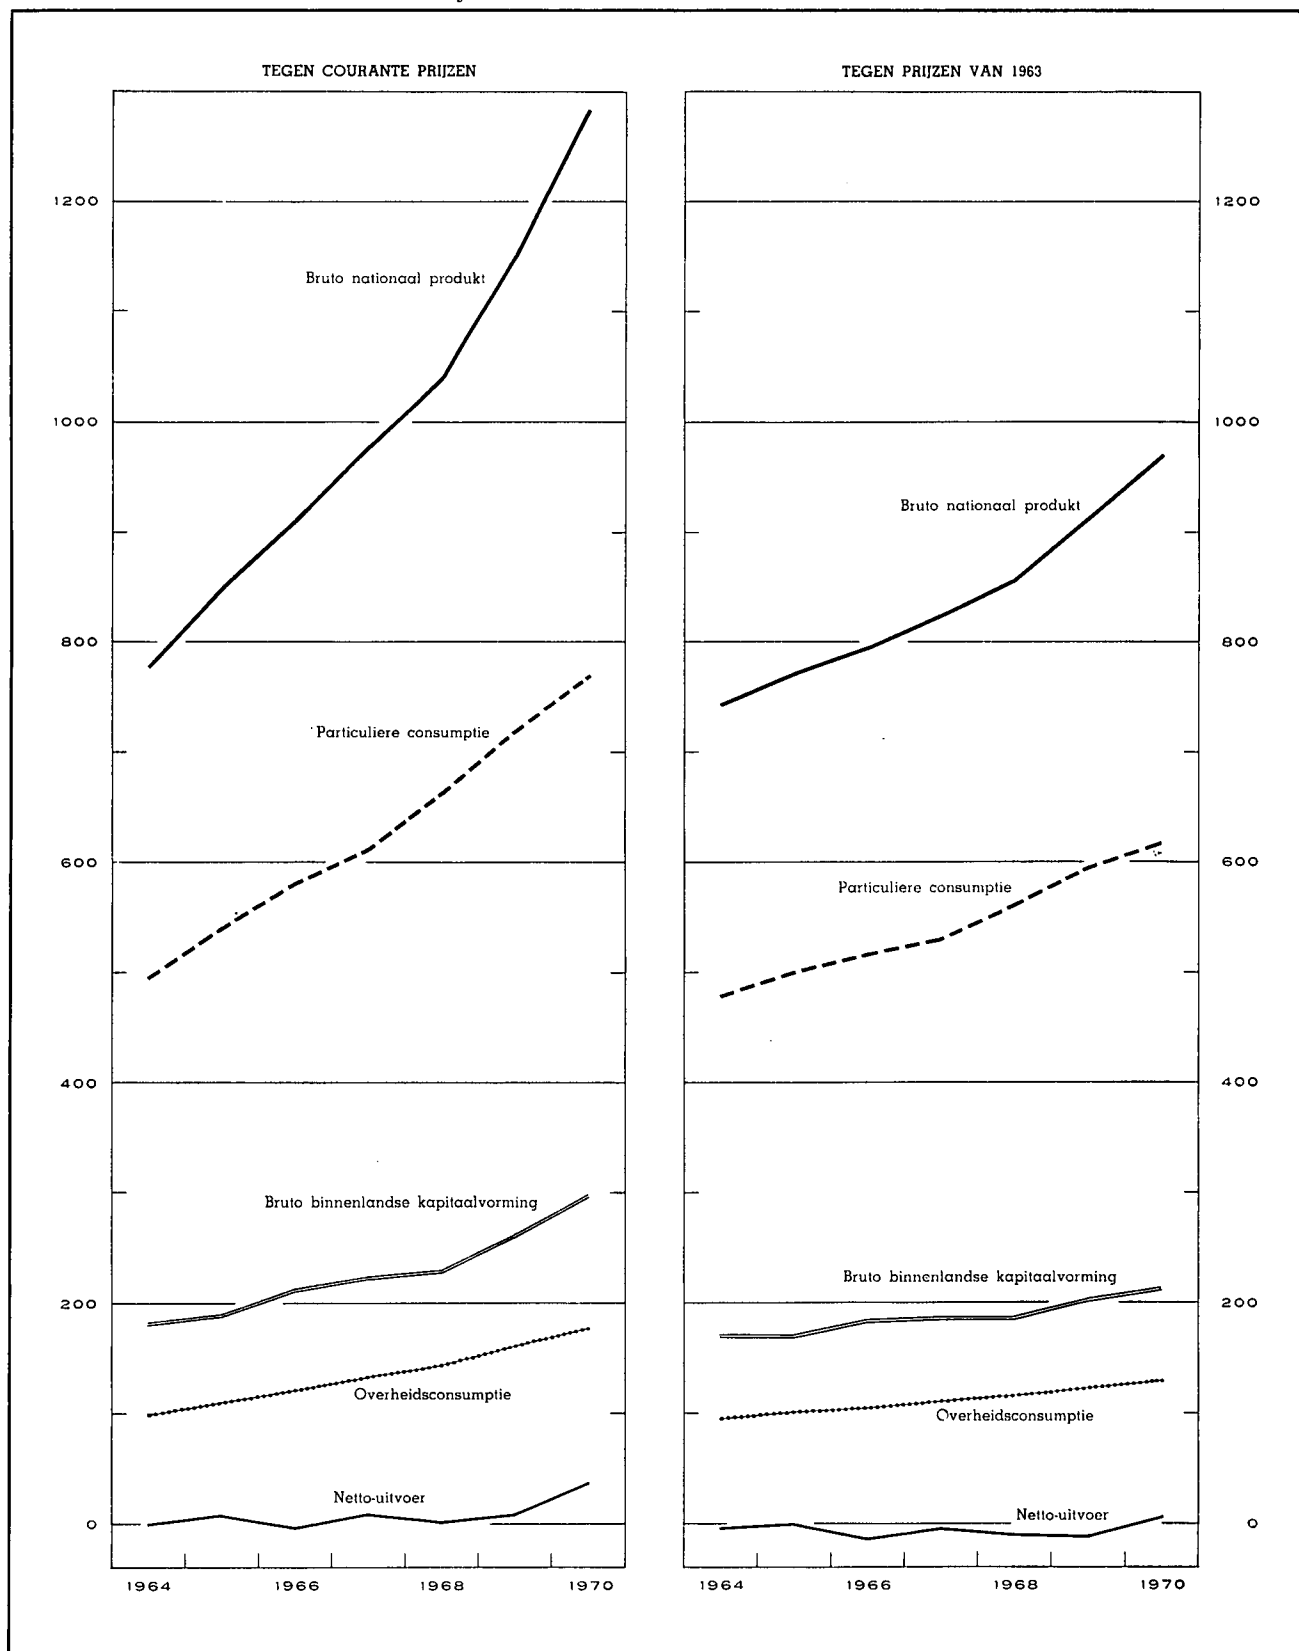 TEGEN COURANTE PRIJZEN
1200
Bruto nationaal produkt
1000
800
Particuliere consumptie
600
400
Bruto binnenlandse kapitaalvorming
200
Overheidsconsumptie
Netto-uitvoer
0
1964 1966 1968 1970
TEGEN PRIJZEN VAN 1963
1200
1000
Bruto nationaal produkt
800
600
Particuliere consumptie
400
Bruto binnenlandse kapitaalvorming
200
Overheidsconsumptie
Netto-uitvoer
0
1964 1966 1968 1970